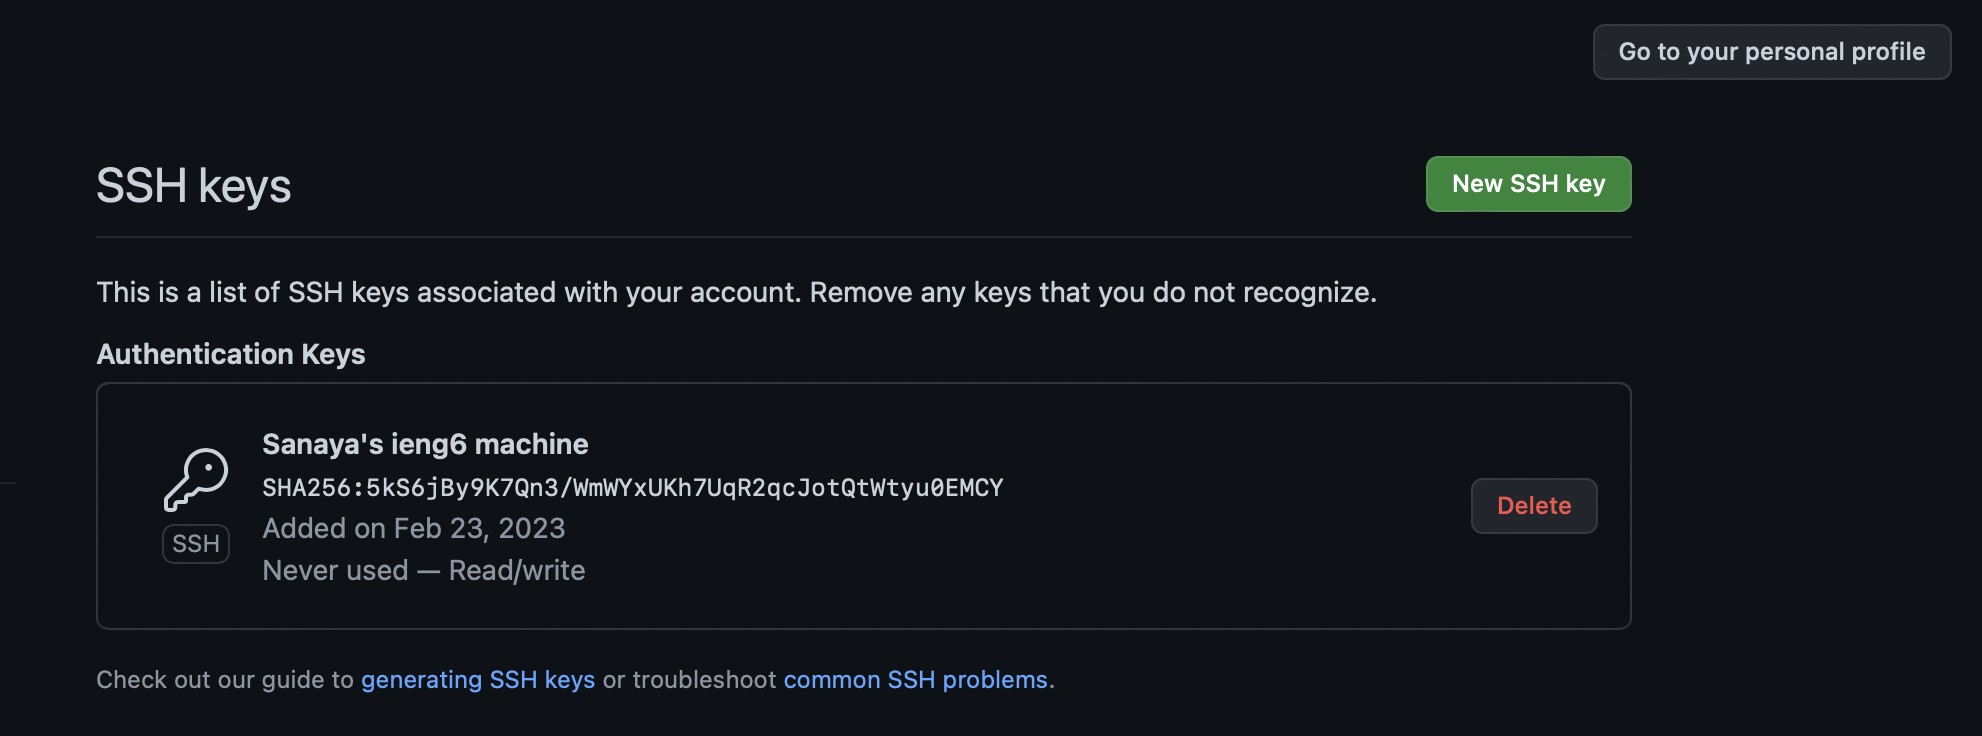 Go to your personal profile
SSH keys
New SSH key
This is a list of SSH keys associated with your account. Remove any keys that you do not recognize.
Authentication Keys
Sanaya's ieng6 machine
SHA256:5kS6jBy9K7Qn3/WmWYxUKh7UqR2qcJotQtWtyu0EMCY
Added on Feb 23, 2023
Never used — Read/write
SSH
Delete
Check out our guide to generating SSH keys or troubleshoot common SSH problems.